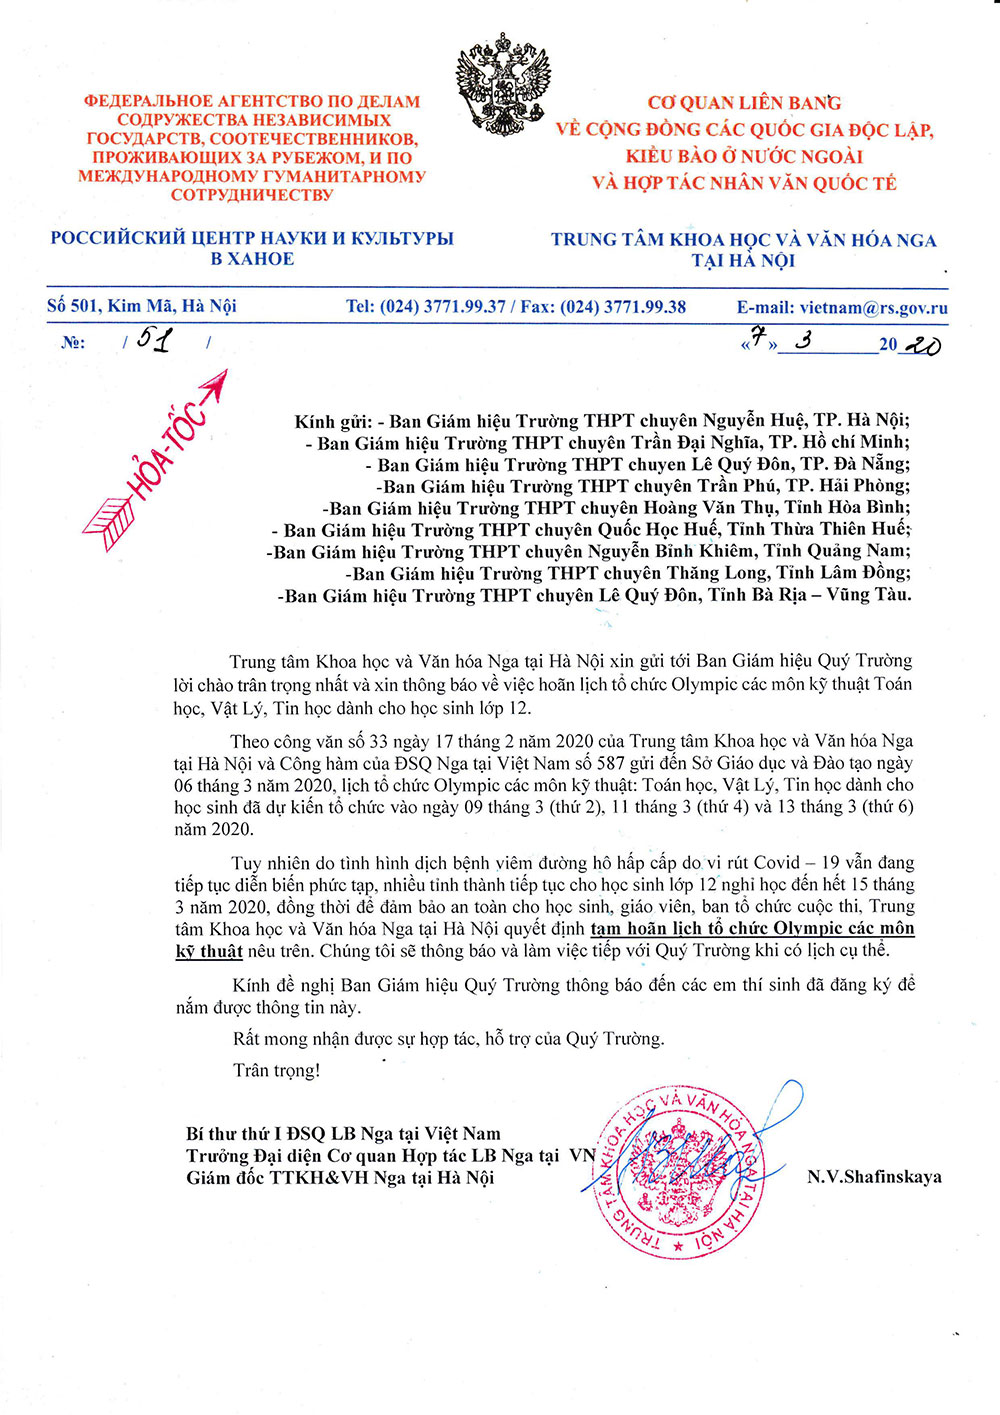 ФЕДЕРАЛЬНОЕ АГЕНТСТВО ПО ДЕЛАМ
СОДРУЖЕСТВА НЕЗАВИСИМЫХ
ГОСУДАРСТВ, СООТЕЧЕСТВЕННИКОВ,
ПРОЖИВАЮЩИХ ЗА РУБЕЖОМ, И ПО
МЕЖДУНАРОДНОМУ ГУМАНИТАРНОМУ
СОТРУДНИЧЕСТВУ
РОССИЙСКИЙ ЦЕНТР НАУКИ И КУЛЬТУРЫ
В ХАНОЕ
CƠ QUAN LIÊN BANG
VỀ CỘNG ĐỒNG CÁC QUỐC GIA ĐỘC LẬP,
KIỀU BÀO Ở NƯỚC NGOÀI
VÀ HỢP TÁC NHÂN VĂN QUỐC TẾ
TRUNG TÂM KHOA HỌC VÀ VĂN HÓA NGA
TẠI HÀ NỘI
Số 501, Kim Mã, Hà Nội Tel: (024) 3771.99.37 / Fax: (024) 3771.99.38 E-mail: vietnam@rs.gov.ru
№: / 51 / «7» 3 2020
HỎA-TỐC
Kính gửi: - Ban Giám hiệu Trường THPT chuyên Nguyễn Huệ, TP. Hà Nội;
- Ban Giám hiệu Trường THPT chuyên Trần Đại Nghĩa, TP. Hồ chí Minh;
- Ban Giám hiệu Trường THPT chuyen Lê Quý Đôn, TP. Đà Nẵng;
-Ban Giám hiệu Trường THPT chuyên Trần Phú, TP. Hải Phòng;
-Ban Giám hiệu Trường THPT chuyên Hoàng Văn Thụ, Tỉnh Hòa Bình;
- Ban Giám hiệu Trường THPT chuyên Quốc Học Huế, Tỉnh Thừa Thiên Huế;
-Ban Giám hiệu Trường THPT chuyên Nguyễn Bỉnh Khiêm, Tỉnh Quảng Nam;
-Ban Giám hiệu Trường THPT chuyên Thăng Long, Tỉnh Lâm Đồng;
-Ban Giám hiệu Trường THPT chuyên Lê Quý Đôn, Tỉnh Bà Rịa – Vũng Tàu.
Trung tâm Khoa học và Văn hóa Nga tại Hà Nội xin gửi tới Ban Giám hiệu Quý Trường
lời chào trân trọng nhất và xin thông báo về việc hoãn lịch tổ chức Olympic các môn kỹ thuật Toán
học, Vật Lý, Tin học dành cho học sinh lớp 12.
Theo công văn số 33 ngày 17 tháng 2 năm 2020 của Trung tâm Khoa học và Văn hóa Nga
tại Hà Nội và Công hàm của ĐSQ Nga tại Việt Nam số 587 gửi đến Sở Giáo dục và Đào tạo ngày
06 tháng 3 năm 2020, lịch tổ chức Olympic các môn kỹ thuật: Toán học, Vật Lý, Tin học dành cho
học sinh đã dự kiến tổ chức vào ngày 09 tháng 3 (thứ 2), 11 tháng 3 (thứ 4) và 13 tháng 3 (thứ 6)
năm 2020.
Tuy nhiên do tình hình dịch bệnh viêm đường hô hấp cấp do vi rút Covid – 19 vẫn đang
tiếp tục diễn biến phức tạp, nhiều tỉnh thành tiếp tục cho học sinh lớp 12 nghỉ học đến hết 15 tháng
3 năm 2020, đồng thời để đảm bảo an toàn cho học sinh, giáo viên, ban tổ chức cuộc thi, Trung
tâm Khoa học và Văn hóa Nga tại Hà Nội quyết định tạm hoãn lịch tổ chức Olympic các môn
kỹ thuật nêu trên. Chúng tôi sẽ thông báo và làm việc tiếp với Quý Trường khi có lịch cụ thể.
Kính đề nghị Ban Giám hiệu Quý Trường thông báo đến các em thí sinh đã đăng ký để
nắm được thông tin này.
Rất mong nhận được sự hợp tác, hỗ trợ của Quý Trường.
Trân trọng!
Bí thư thứ I ĐSQ LB Nga tại Việt Nam
Trưởng Đại diện Cơ quan Hợp tác LB Nga tại VN
Giám đốc TTKH&VH Nga tại Hà Nội
N.V.Shafinskaya
TRUNG TÂM KHOA HỌC VÀ VĂN HÓA NGA TẠI HÀ NỘI